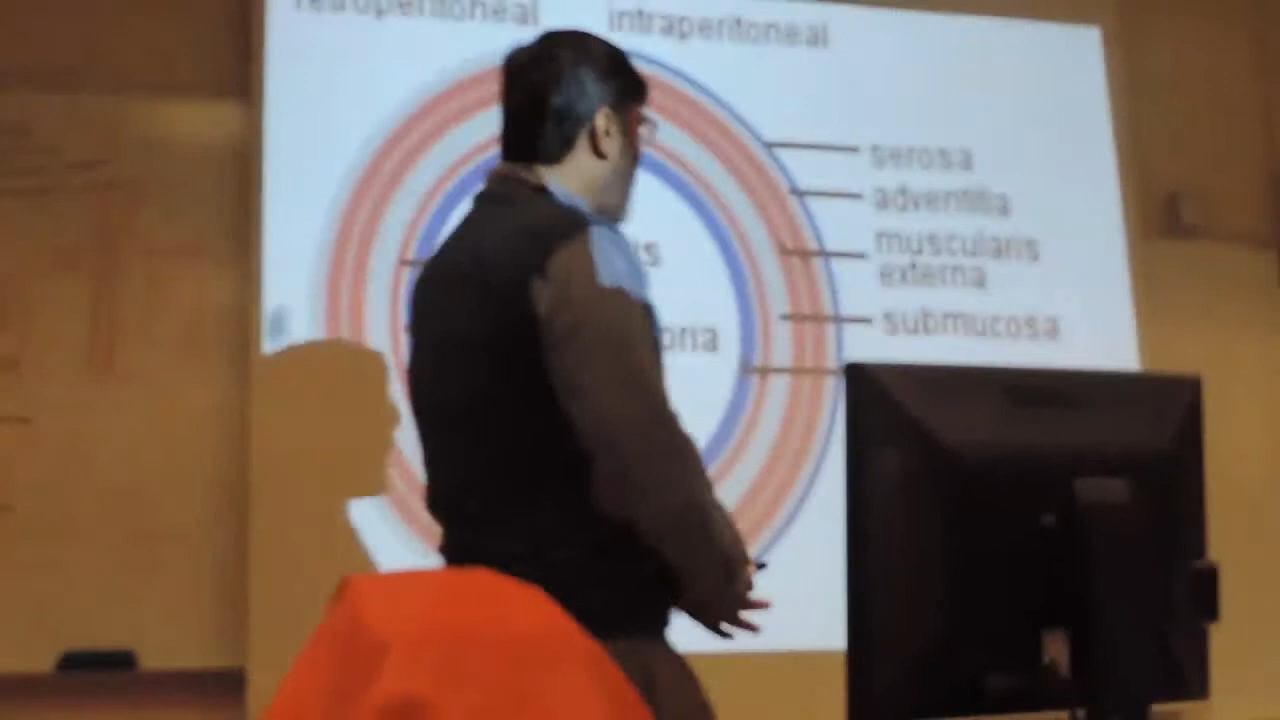 retroperitoneal
intraperitoneal
serosa
adventitia
muscularis
externa
submucosa